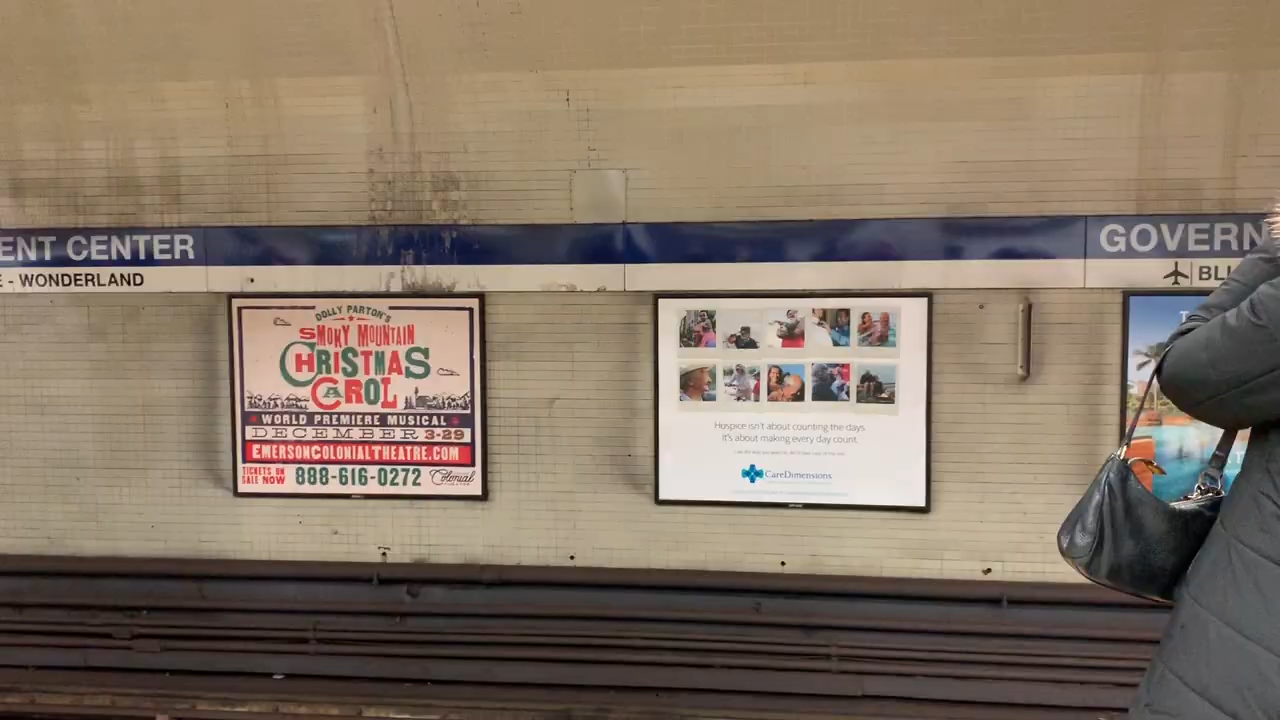 ENT CENTER
E - WONDERLAND
GOVERN
BLU
DOLLY PARTON'S
SMOKY MOUNTAIN
CHRISTMAS
CAROL
WORLD PREMIERE MUSICAL
DECEMBER 3-29
EMERSONCOLONIALTHEATRE.COM
TICKETS ON
SALE NOW
888-616-0272
Colonial
THEATRE
Hospice isn't about counting the days.
It's about making every day count.
CareDimensions